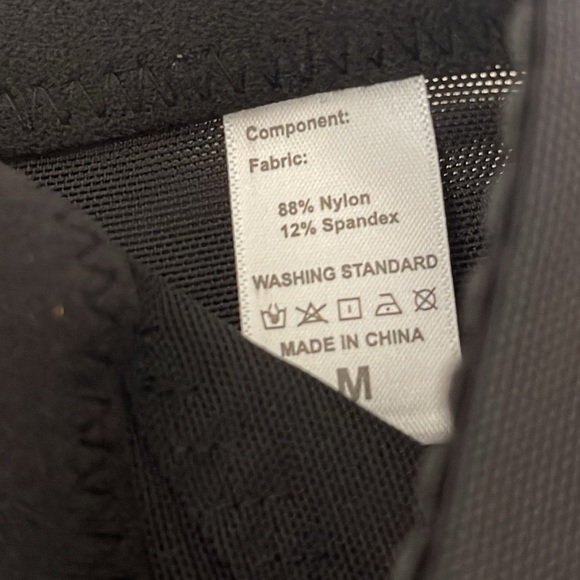 Component:
Fabric:
88% Nylon
12% Spandex
WASHING STANDARD
MADE IN CHINA
M